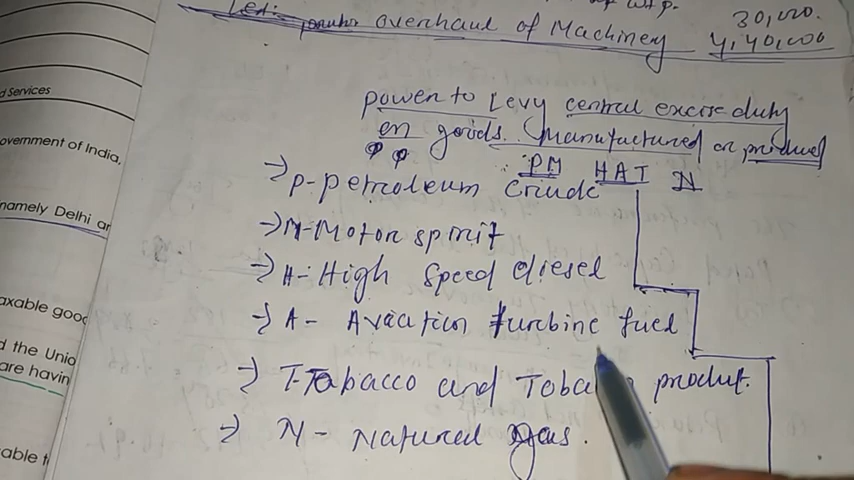 30,000.
overhaul of Machinery 4,40,000
d Services
overnment of India,
namely Delhi ar
axable good
d the Unio
are havin
able t
power to Levy central excise duty
on goods. (manufactured or produced
PM HAT N
→ P-petroleum Crude
→ M-Motor spirit
→ H-High Speed diesel
→ A- Aviation turbine fuel
→ T-Tobacco and Toba produt.
→ N- Natural Gas.